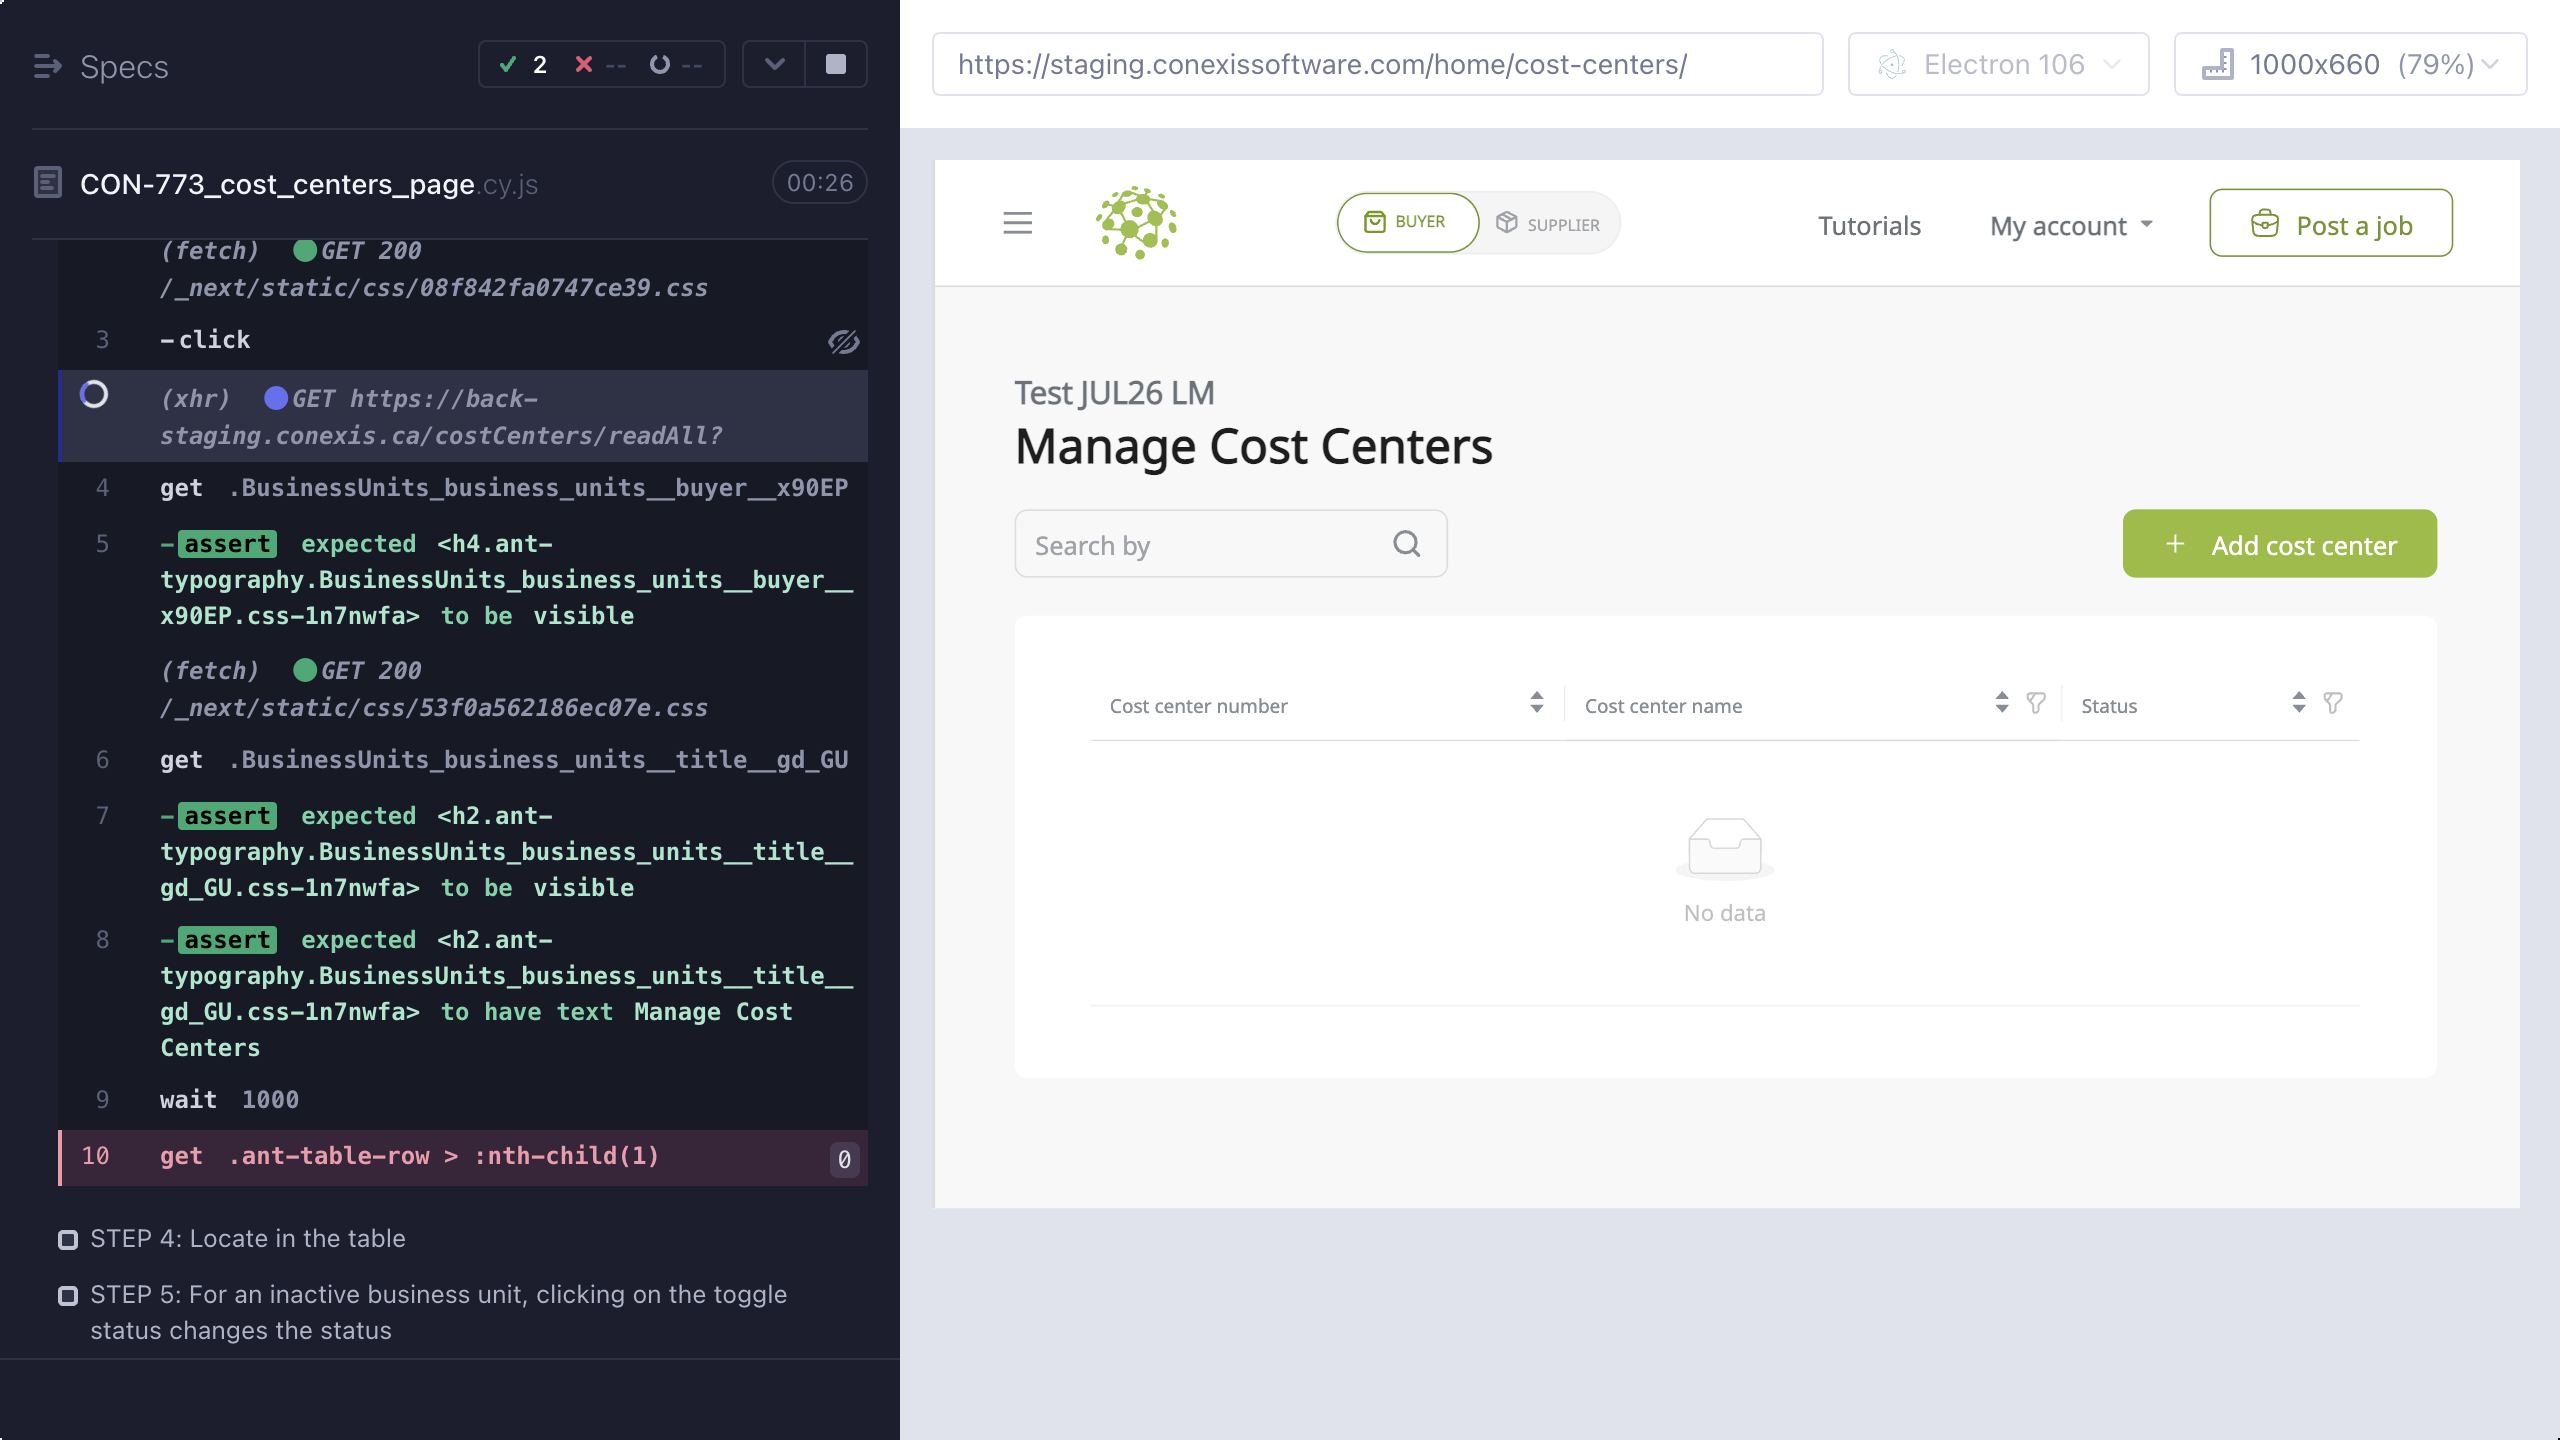 Specs
2
--
--
CON-773_cost_centers_page.cy.js
00:26
(fetch) GET 200
/_next/static/css/08f842fa0747ce39.css
3 -click
(xhr) GET https://back-
staging.conexis.ca/costCenters/readAll?
4 get .BusinessUnits_business_units__buyer__x90EP
5 -assert expected <h4.ant-
typography.BusinessUnits_business_units__buyer__
x90EP.css-1n7nwfa> to be visible
(fetch) GET 200
/_next/static/css/53f0a562186ec07e.css
6 get .BusinessUnits_business_units__title__gd_GU
7 -assert expected <h2.ant-
typography.BusinessUnits_business_units__title__
gd_GU.css-1n7nwfa> to be visible
8 -assert expected <h2.ant-
typography.BusinessUnits_business_units__title__
gd_GU.css-1n7nwfa> to have text Manage Cost
Centers
9 wait 1000
10 get .ant-table-row > :nth-child(1) 0
STEP 4: Locate in the table
STEP 5: For an inactive business unit, clicking on the toggle
status changes the status
https://staging.conexissoftware.com/home/cost-centers/
Electron 106
1000x660 (79%)
BUYER
SUPPLIER
Tutorials
My account
Post a job
Test JUL26 LM
Manage Cost Centers
Search by
+ Add cost center
Cost center number
Cost center name
Status
No data